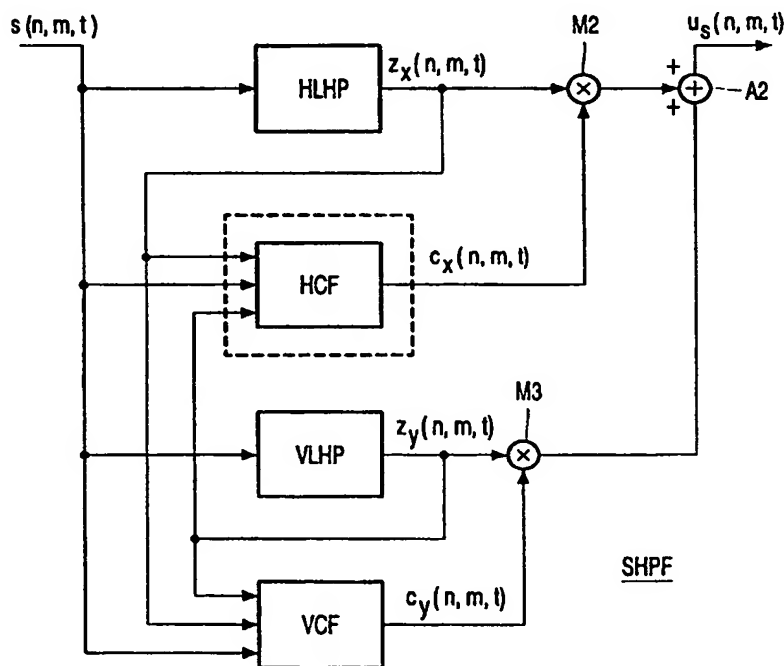 s(n,m,t)
M2
u_s(n,m,t)
HLHP
z_x(n,m,t)
×
+
+
+
A2
HCF
c_x(n,m,t)
M3
VLHP
z_y(n,m,t)
×
SHPF
VCF
c_y(n,m,t)